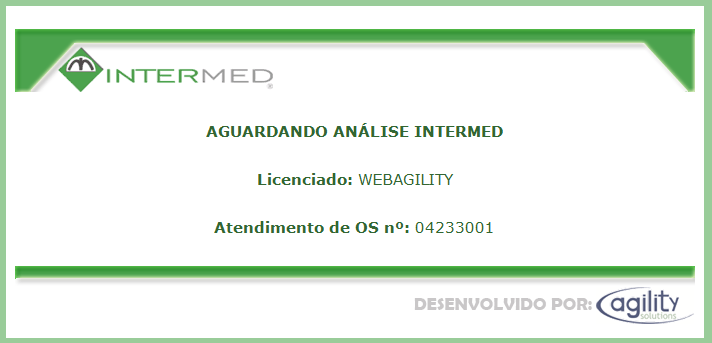 INTERMED®
AGUARDANDO ANÁLISE INTERMED
Licenciado: WEBAGILITY
Atendimento de OS nº: 04233001
DESENVOLVIDO POR: agility
solutions